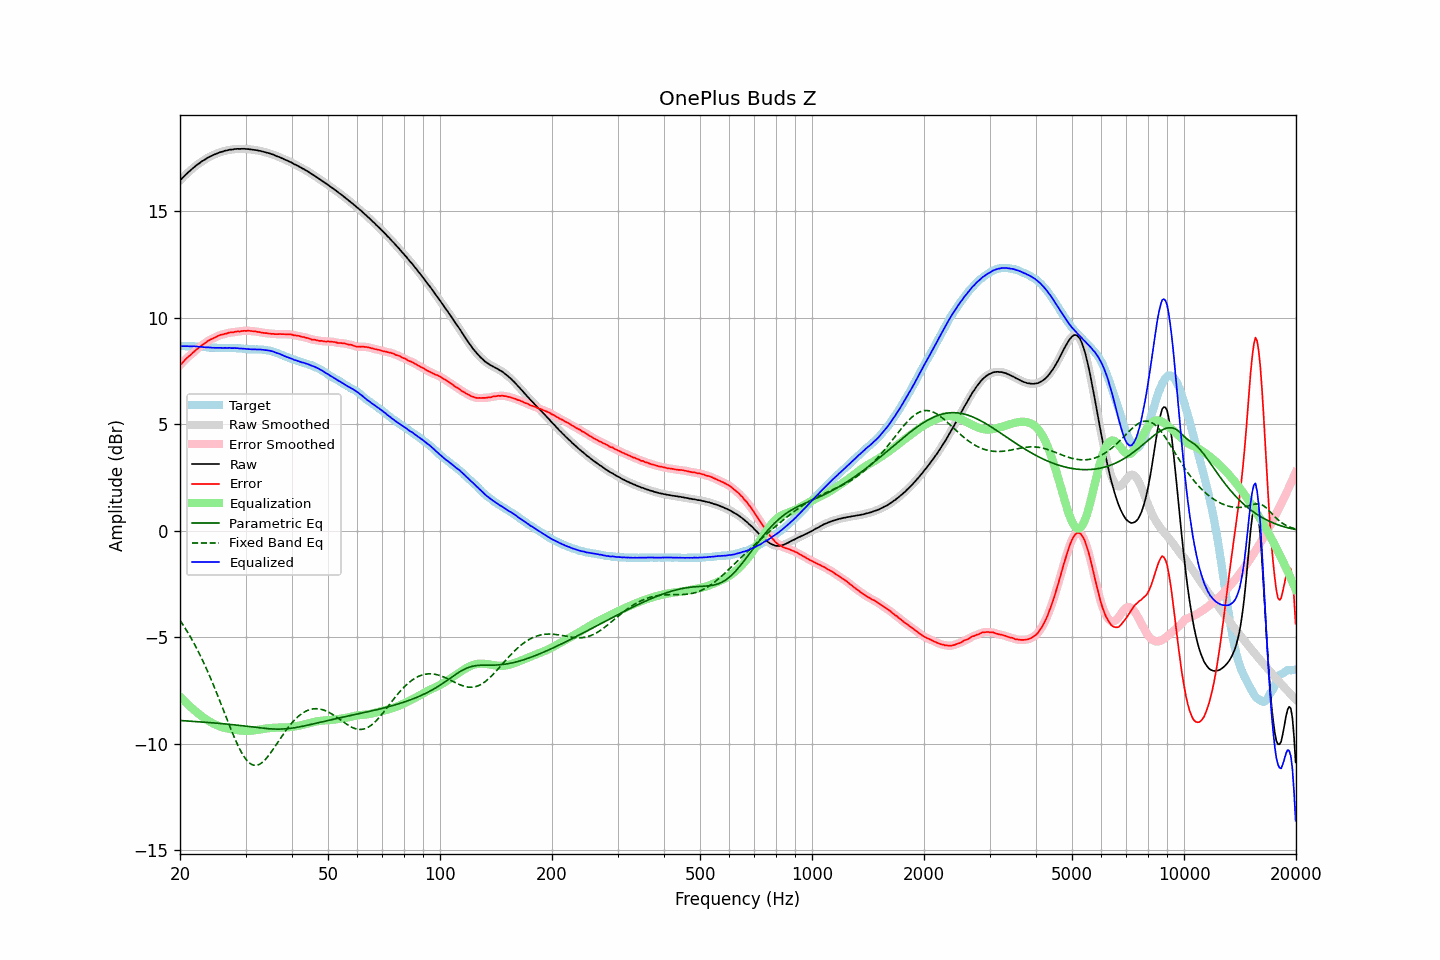 OnePlus Buds Z
Amplitude (dBr)
15
10
5
0
−5
−10
−15
Target
Raw Smoothed
Error Smoothed
Raw
Error
Equalization
Parametric Eq
Fixed Band Eq
Equalized
20 50 100 200 500 1000 2000 5000 10000 20000
Frequency (Hz)